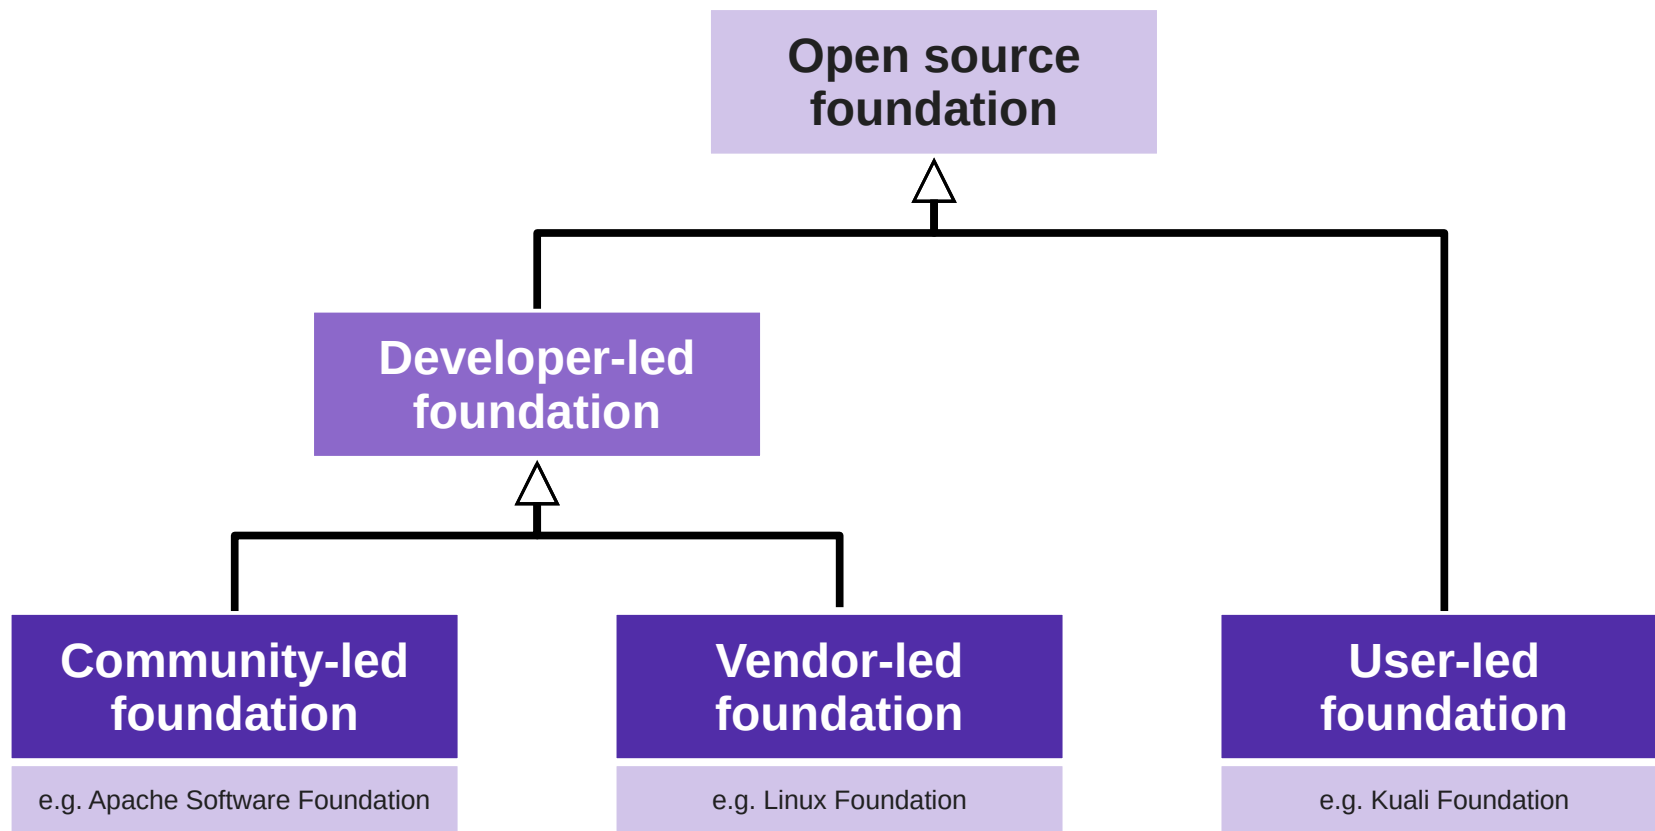 Open source
foundation
Developer-led
foundation
Community-led
foundation
e.g. Apache Software Foundation
Vendor-led
foundation
e.g. Linux Foundation
User-led
foundation
e.g. Kuali Foundation